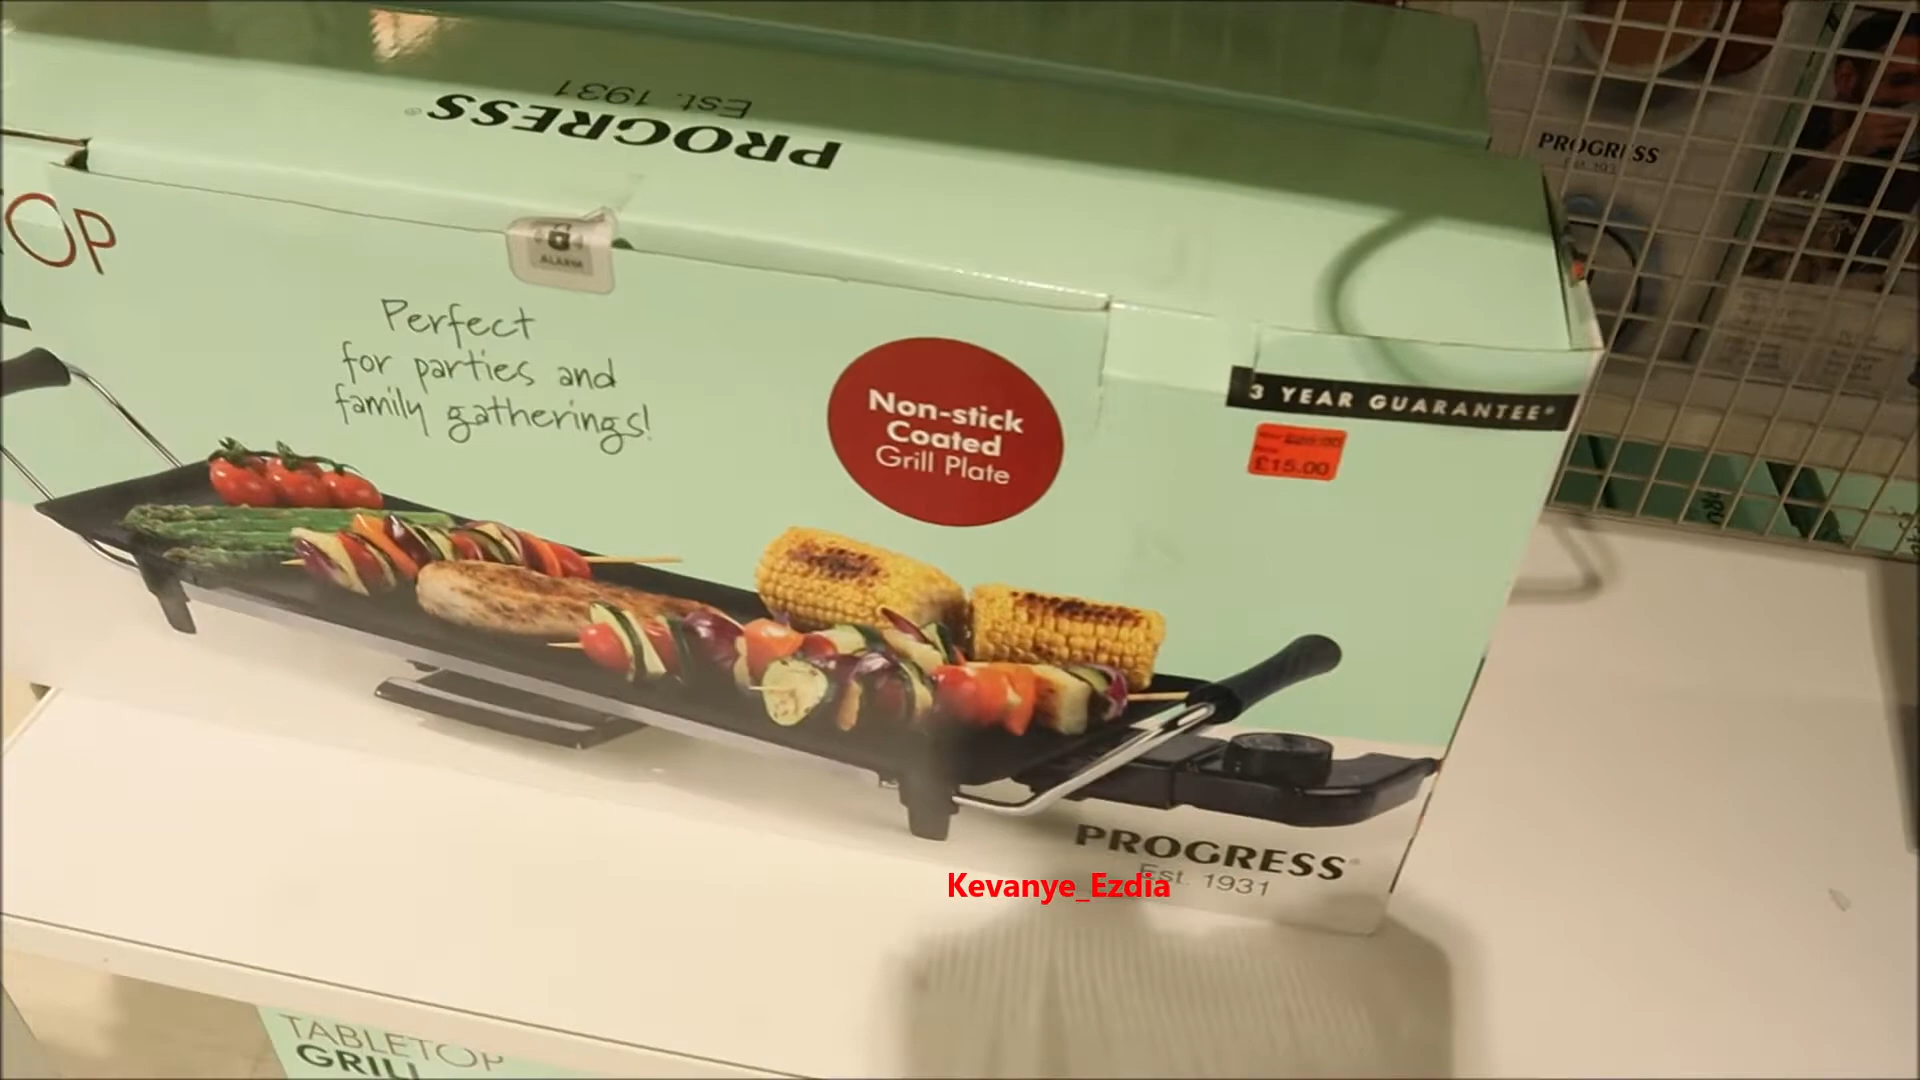 PROGRESS
Est. 1931
PROGRESS
OP
ALARM
Perfect
for parties and
family gatherings!
Non-stick
Coated
Grill Plate
3 YEAR GUARANTEE*
£15.00
PROGRESS
Est. 1931
Kevanye_Ezdia
TABLETOP
GRILL